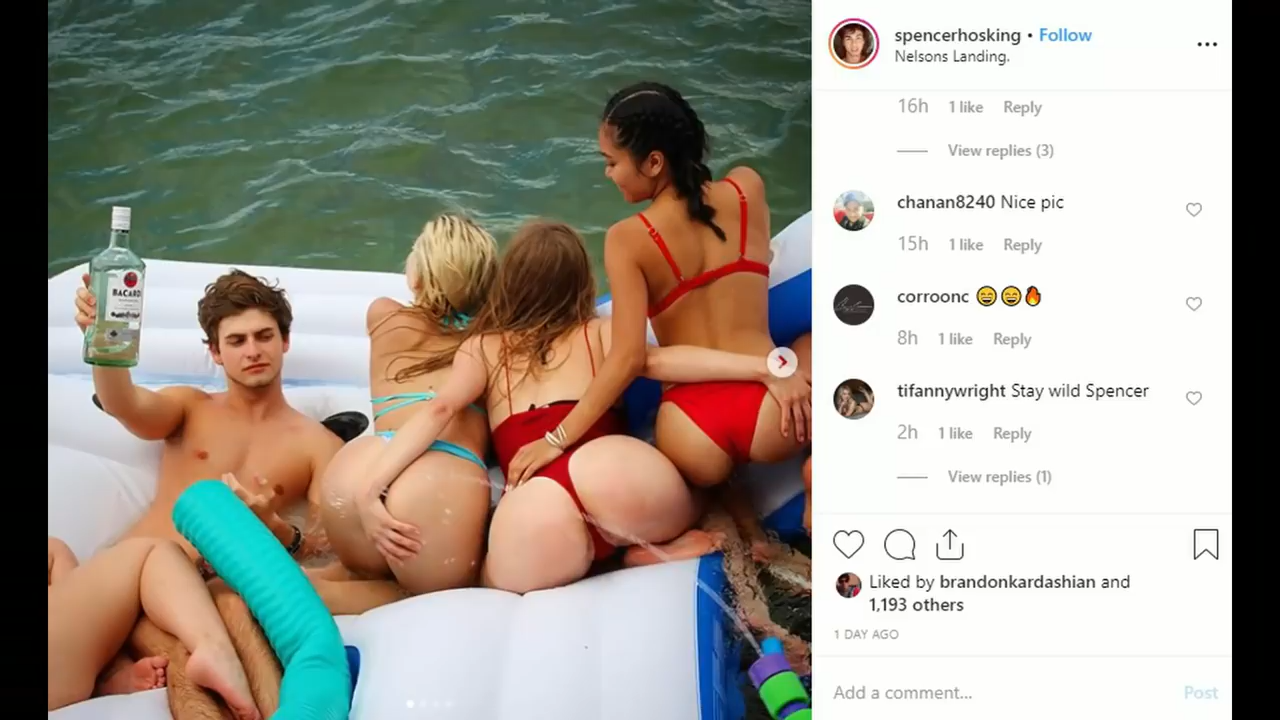 spencerhosking • Follow
Nelsons Landing,
16h 1 like Reply
View replies (3)
chanan8240 Nice pic
15h 1 like Reply
corroonc 😄😄🔥
8h 1 like Reply
tifannywright Stay wild Spencer
2h 1 like Reply
View replies (1)
Liked by brandonkardashian and
1,193 others
1 DAY AGO
Add a comment... Post
BACARD